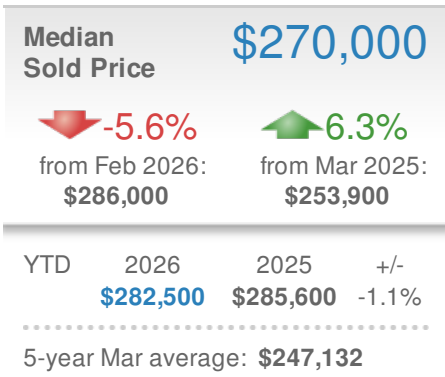 Median
Sold Price
$270,000
-5.6%
from Feb 2026:
$286,000
6.3%
from Mar 2025:
$253,900
YTD 2026 2025 +/-
$282,500 $285,600 -1.1%
5-year Mar average: $247,132